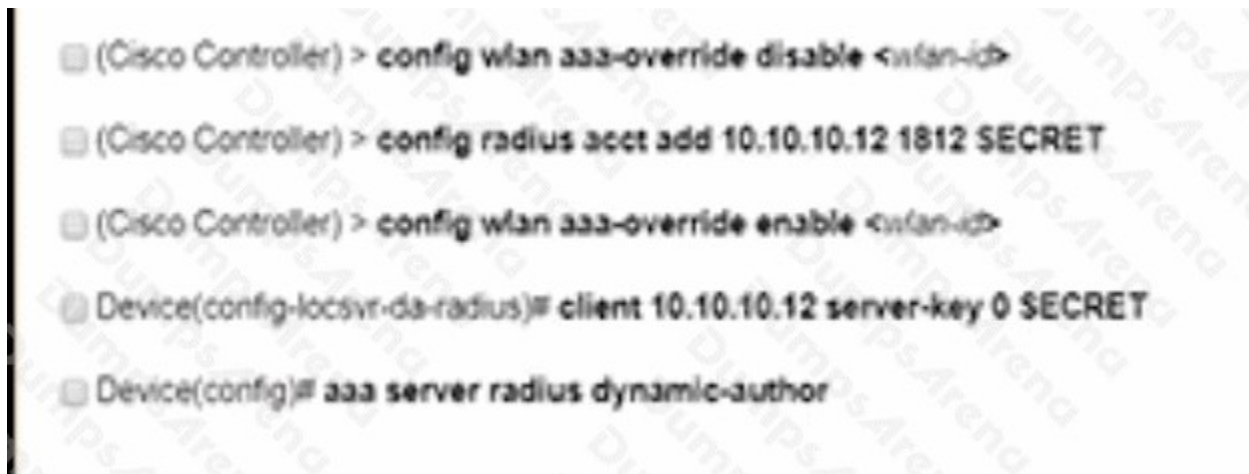 (Cisco Controller) > config wlan aaa-override disable <wlan-id>
(Cisco Controller) > config radius acct add 10.10.10.12 1812 SECRET
(Cisco Controller) > config wlan aaa-override enable <wlan-id>
Device(config-locsvr-da-radius)# client 10.10.10.12 server-key 0 SECRET
Device(config)# aaa server radius dynamic-author
DumpsArena